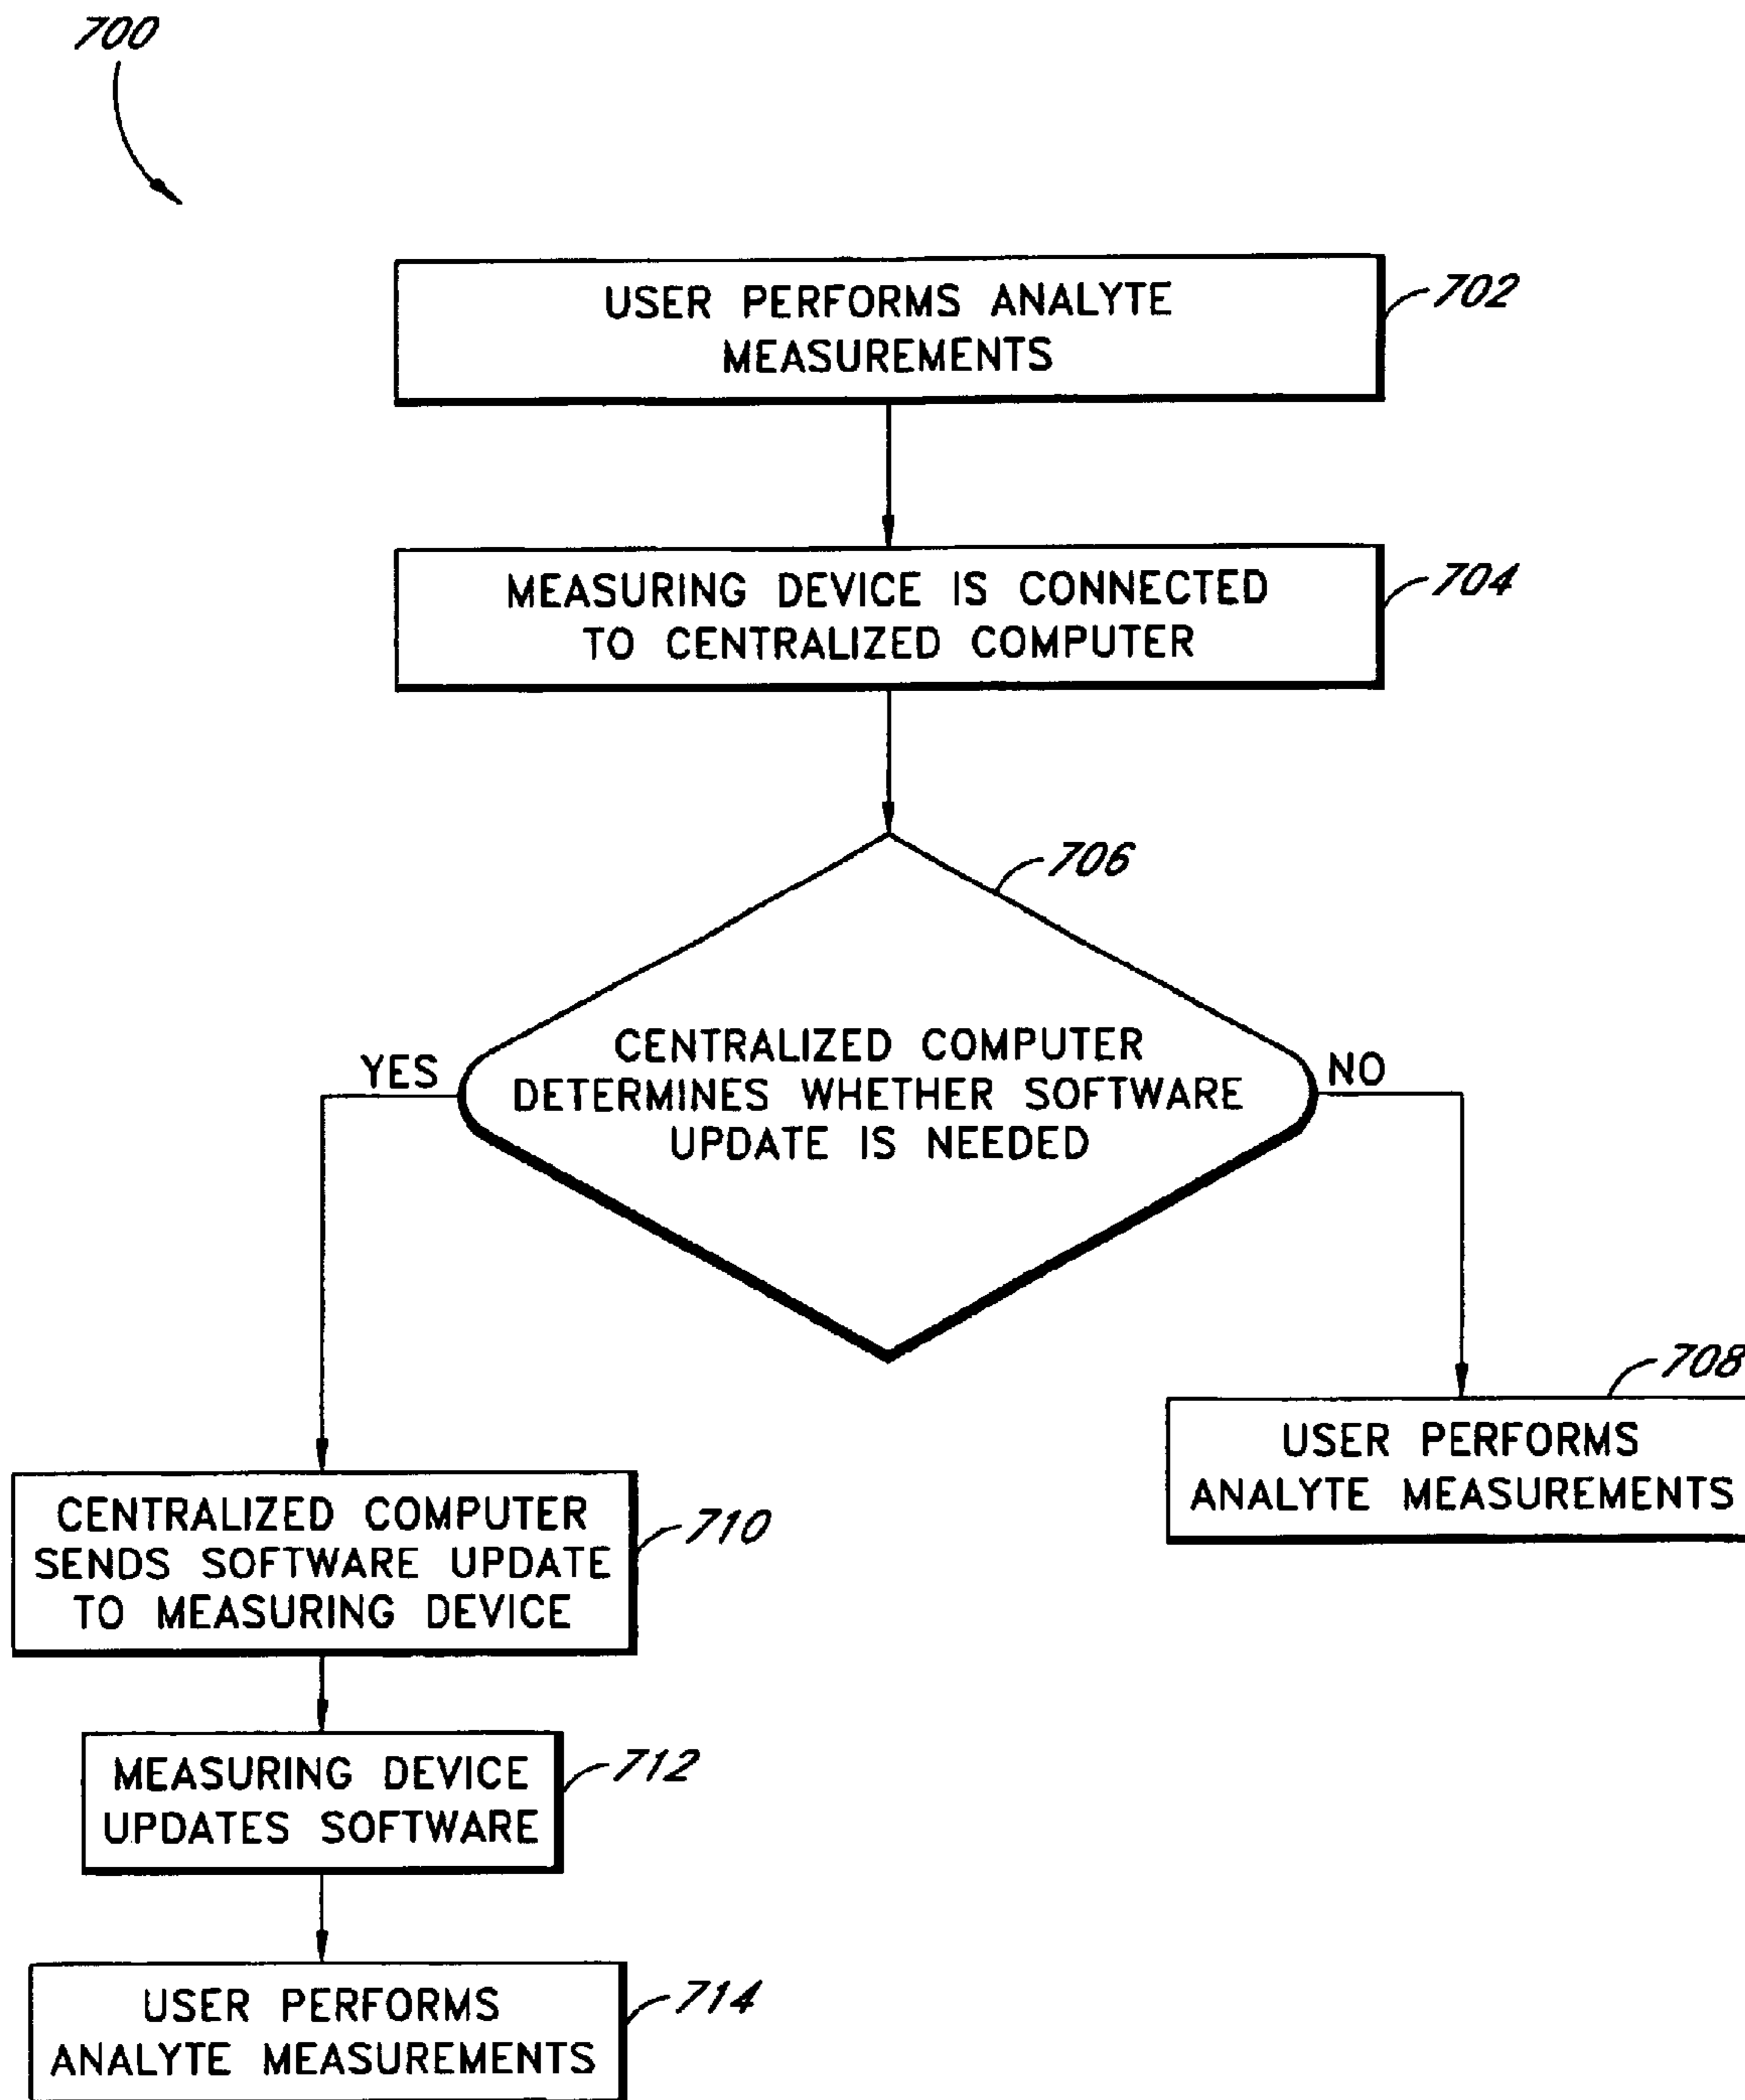 700
USER PERFORMS ANALYTE
MEASUREMENTS
702
MEASURING DEVICE IS CONNECTED
TO CENTRALIZED COMPUTER
704
706
CENTRALIZED COMPUTER
DETERMINES WHETHER SOFTWARE
UPDATE IS NEEDED
YES
NO
708
USER PERFORMS
ANALYTE MEASUREMENTS
CENTRALIZED COMPUTER
SENDS SOFTWARE UPDATE
TO MEASURING DEVICE
710
MEASURING DEVICE
UPDATES SOFTWARE
712
USER PERFORMS
ANALYTE MEASUREMENTS
714